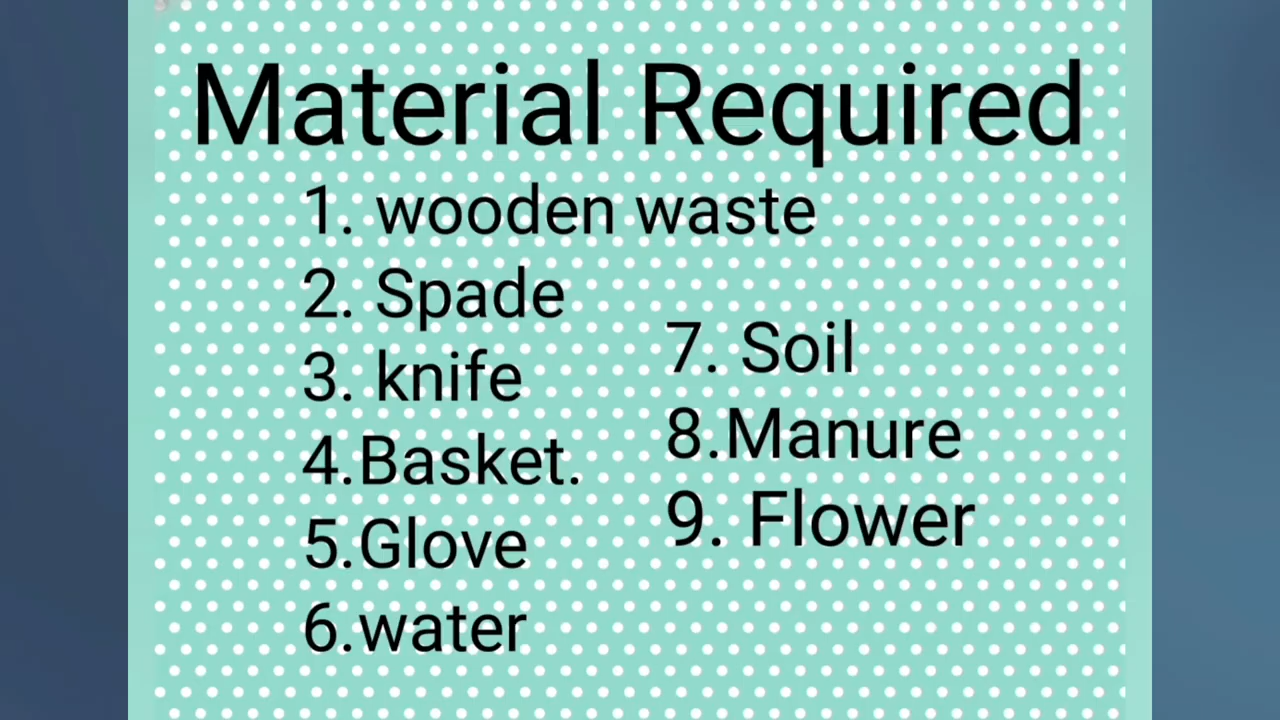 Material Required
1. wooden waste
2. Spade
3. knife
4.Basket.
5.Glove
6.water
7. Soil
8.Manure
9. Flower